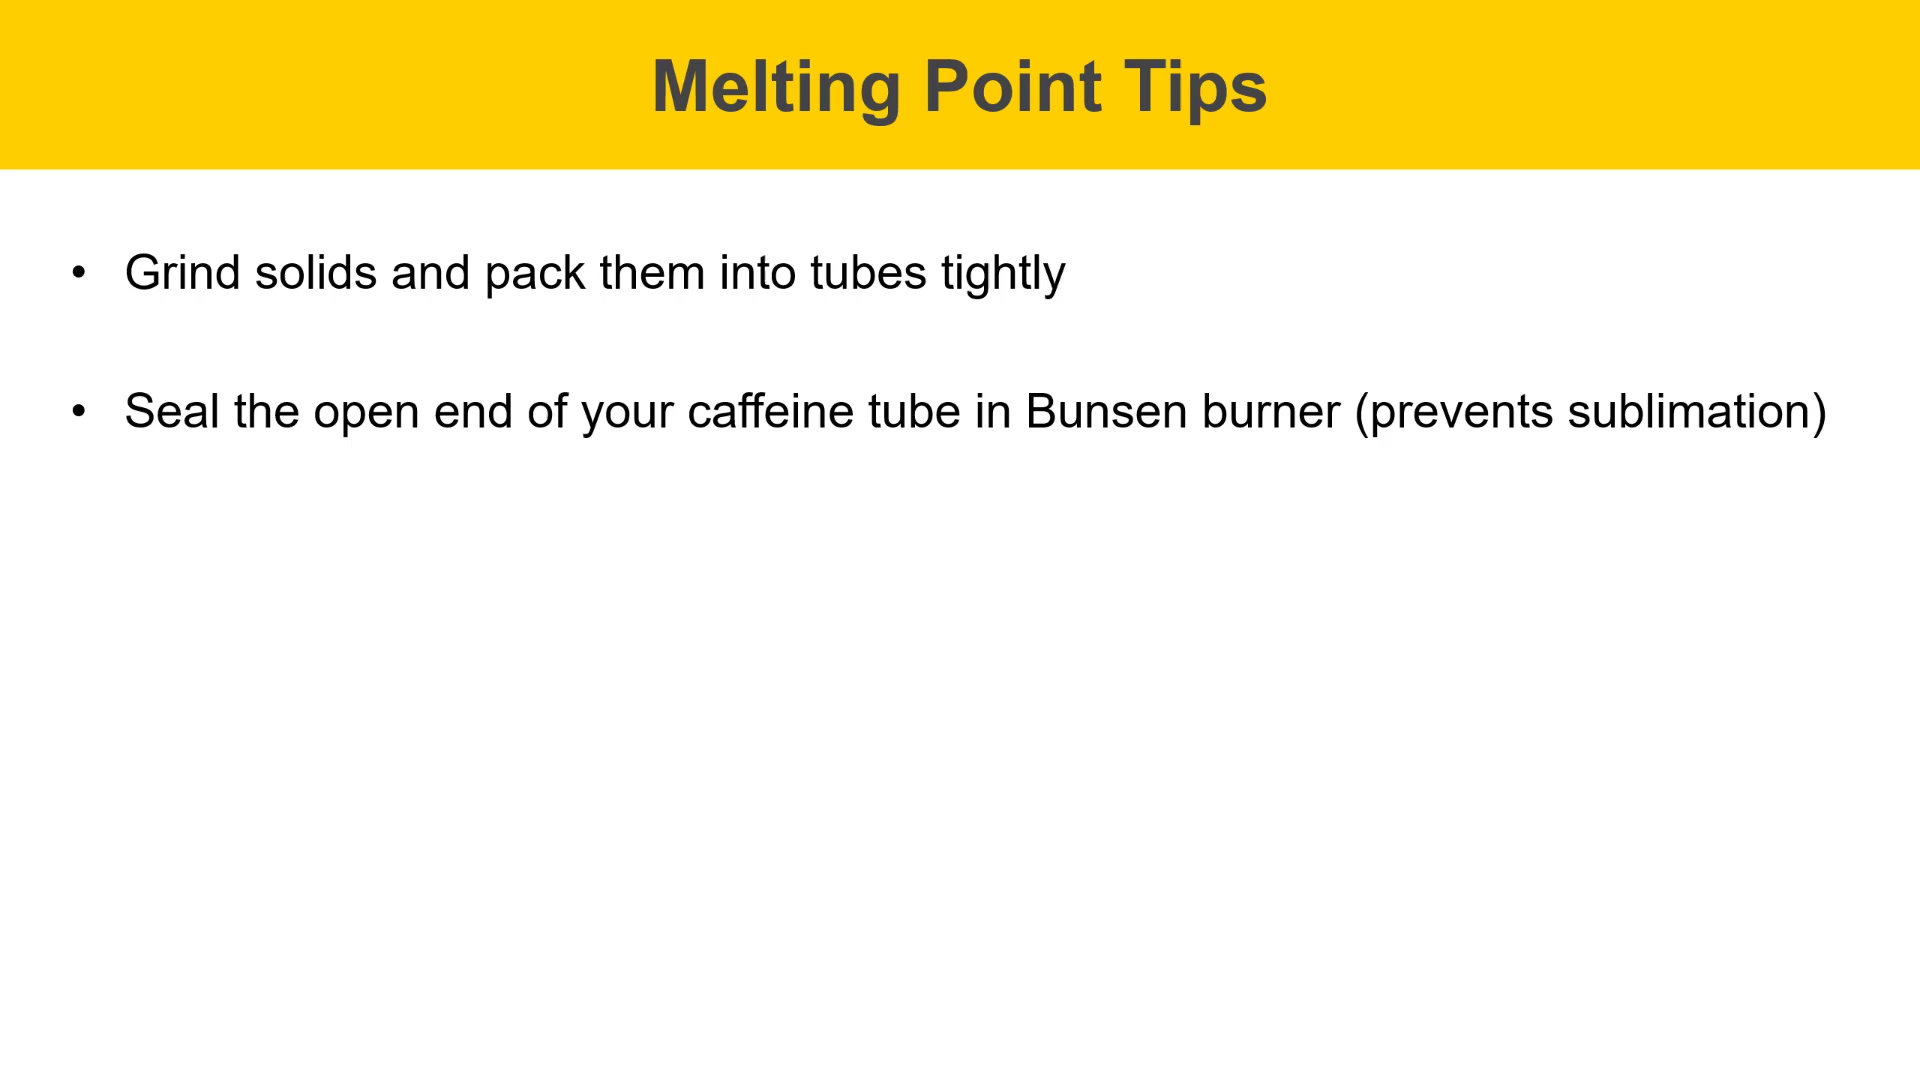 Melting Point Tips
• Grind solids and pack them into tubes tightly
• Seal the open end of your caffeine tube in Bunsen burner (prevents sublimation)